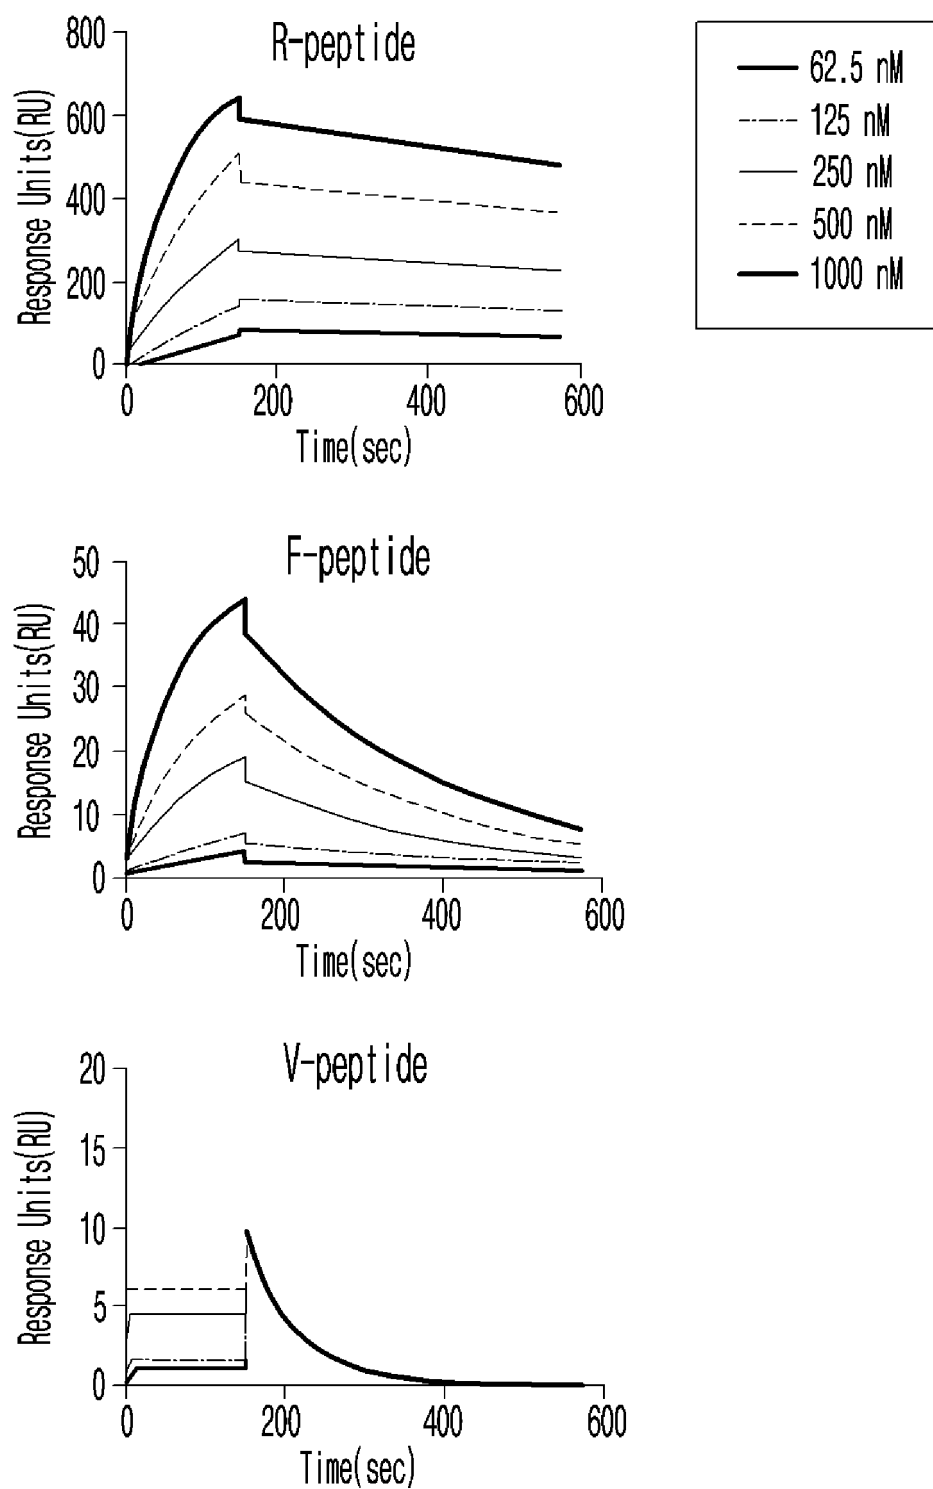 R-peptide
800
600
400
200
0
Response Units(RU)
0 200 400 600
Time(sec)
62.5 nM
125 nM
250 nM
500 nM
1000 nM
F-peptide
50
40
30
20
10
0
Response Units(RU)
0 200 400 600
Time(sec)
V-peptide
20
15
10
5
0
Response Units(RU)
0 200 400 600
Time(sec)